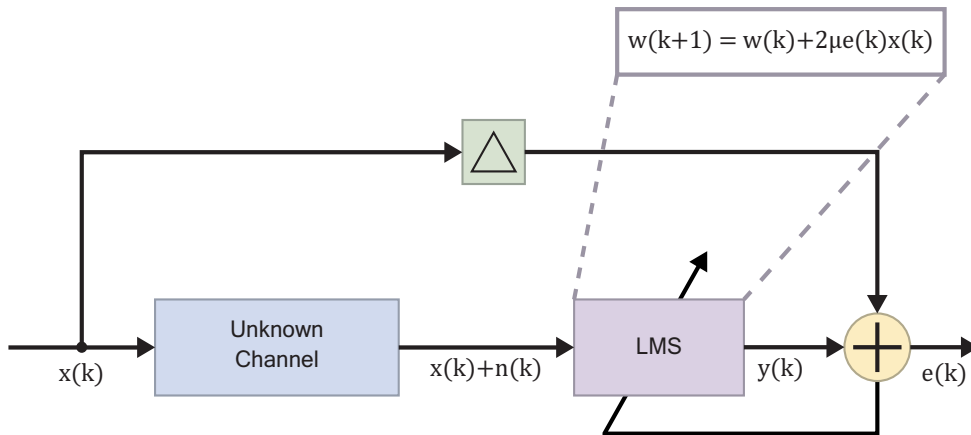 w(k+1) = w(k)+2μe(k)x(k)
Unknown
Channel
LMS
x(k)
x(k)+n(k)
y(k)
e(k)